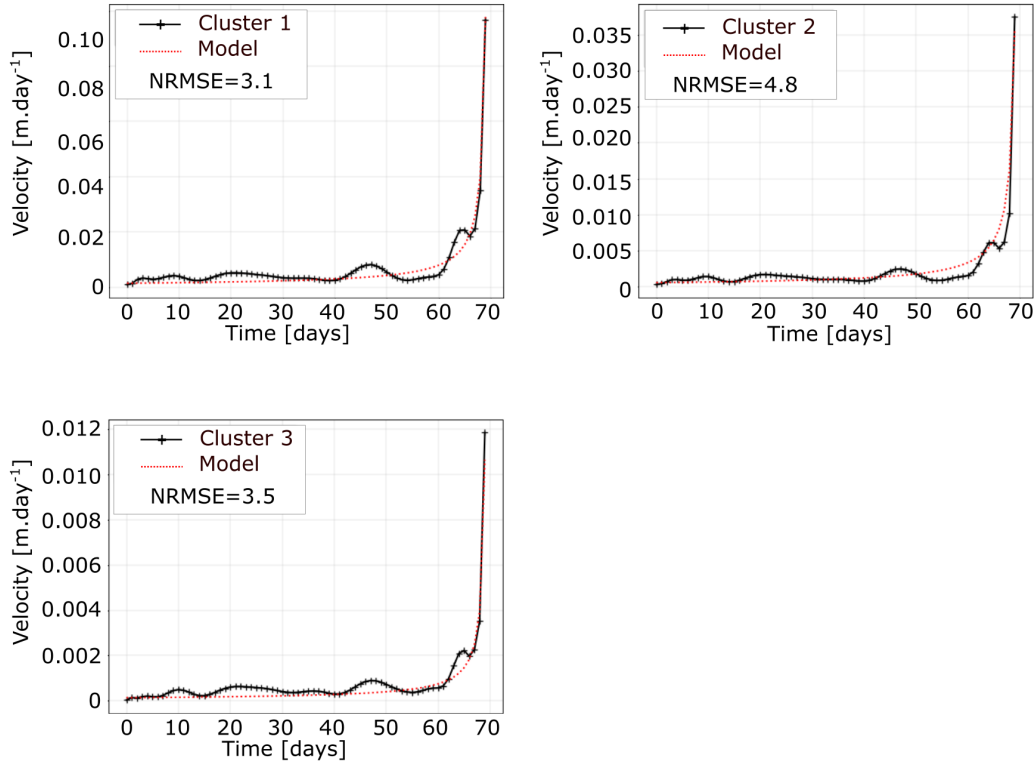 Velocity [m.day⁻¹]
0.10
0.08
0.06
0.04
0.02
0
Cluster 1
Model
NRMSE=3.1
0 10 20 30 40 50 60 70
Time [days]
Velocity [m.day⁻¹]
0.035
0.030
0.025
0.020
0.015
0.010
0.005
0
Cluster 2
Model
NRMSE=4.8
0 10 20 30 40 50 60 70
Time [days]
Velocity [m.day⁻¹]
0.012
0.010
0.008
0.006
0.004
0.002
0
Cluster 3
Model
NRMSE=3.5
0 10 20 30 40 50 60 70
Time [days]